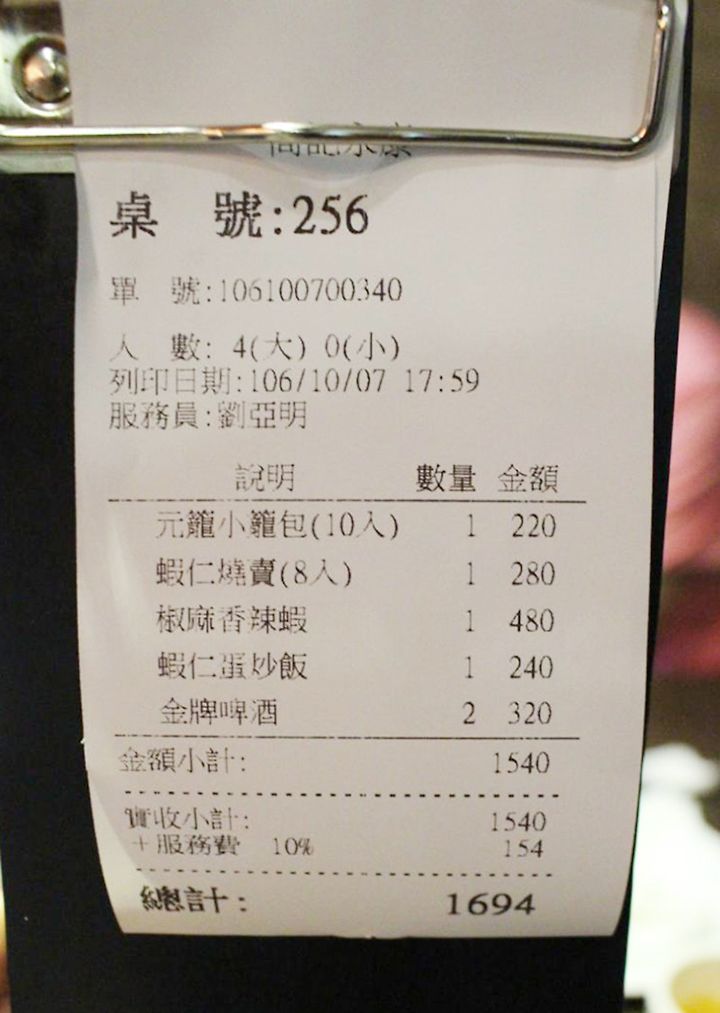 桌 號:256
單 號:106100700340
人 數: 4(大) 0(小)
列印日期:106/10/07 17:59
服務員:劉亞明
說明 數量 金額
元籠小籠包(10入) 1 220
蝦仁燒賣(8入) 1 280
椒麻香辣蝦 1 480
蝦仁蛋炒飯 1 240
金牌啤酒 2 320
金額小計: 1540
實收小計: 1540
+服務費 10% 154
總計: 1694